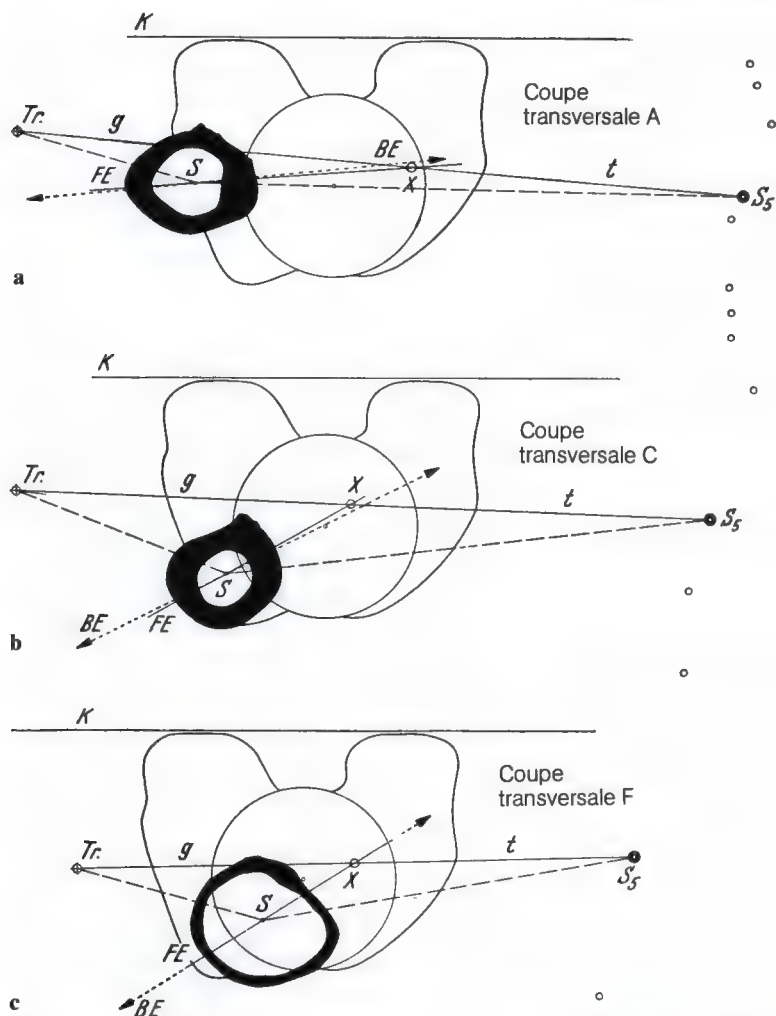 K
Coupe
transversale A
Tr.
g
BE
FE
S
X
t
S5
a
K
Coupe
transversale C
Tr.
g
X
t
S5
S
BE
FE
b
K
Coupe
transversale F
Tr.
g
t
X
S5
S
FE
BE
c